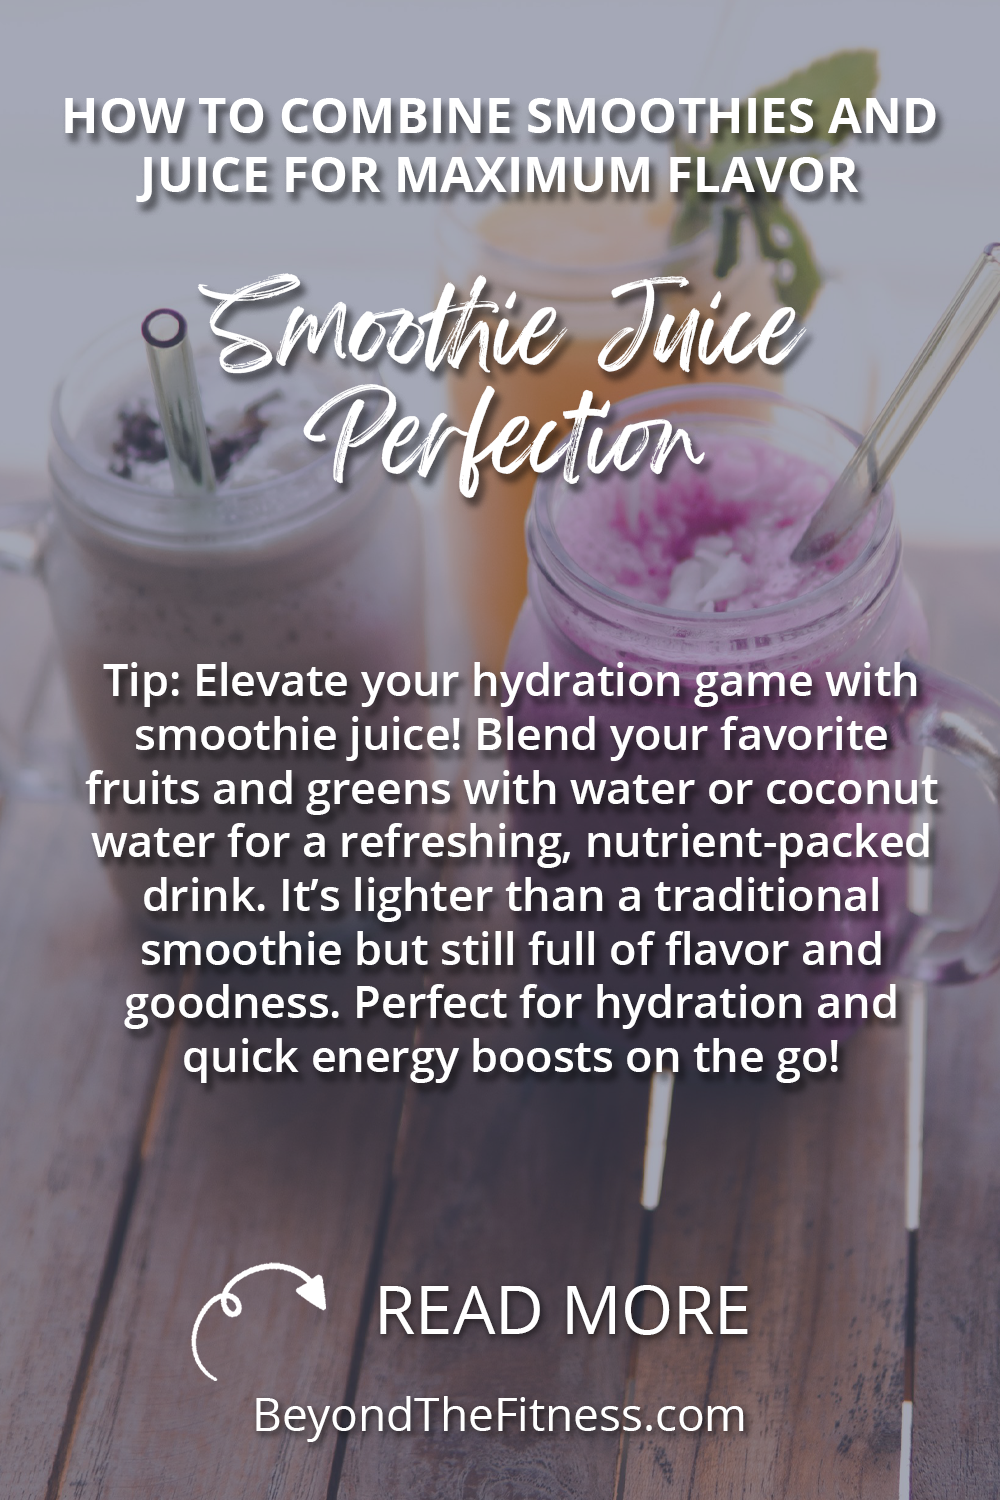 HOW TO COMBINE SMOOTHIES AND
JUICE FOR MAXIMUM FLAVOR
Smoothie Juice
Perfection
Tip: Elevate your hydration game with
smoothie juice! Blend your favorite
fruits and greens with water or coconut
water for a refreshing, nutrient-packed
drink. It’s lighter than a traditional
smoothie but still full of flavor and
goodness. Perfect for hydration and
quick energy boosts on the go!
READ MORE
BeyondTheFitness.com